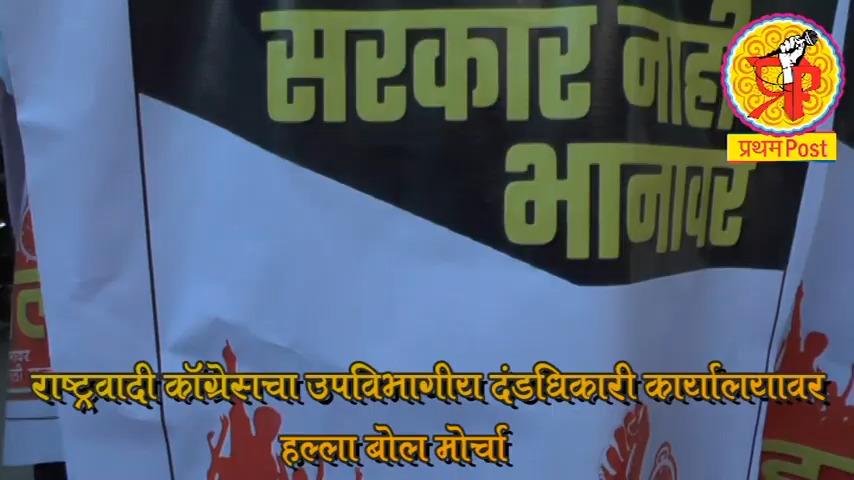 सरकार नाही
भानावर
प्रथम Post
राष्ट्रवादी कॉंग्रेसचा उपविभागीय दंडधिकारी कार्यालयावर
हल्ला बोल मोर्चा